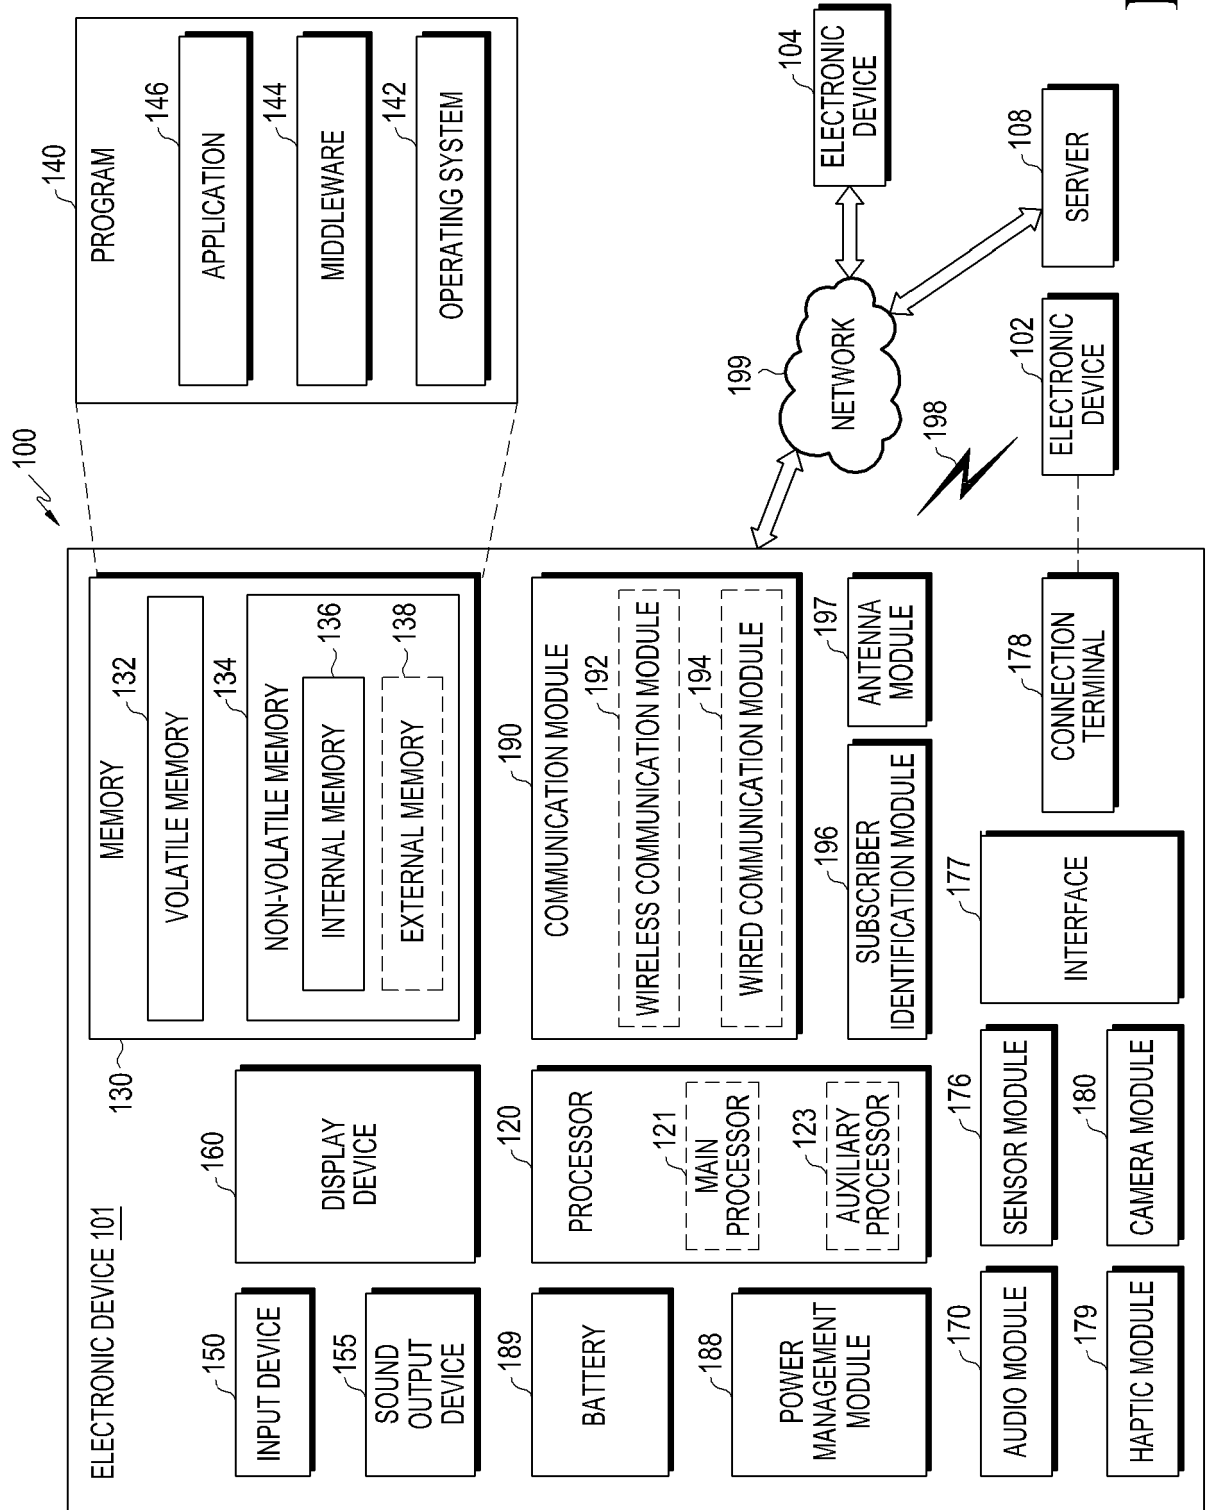 100
ELECTRONIC DEVICE 101
150
INPUT DEVICE
155
SOUND
OUTPUT
DEVICE
189
BATTERY
188
POWER
MANAGEMENT
MODULE
170
AUDIO MODULE
179
HAPTIC MODULE
160
DISPLAY
DEVICE
120
PROCESSOR
121
MAIN
PROCESSOR
123
AUXILIARY
PROCESSOR
176
SENSOR MODULE
180
CAMERA MODULE
130
MEMORY
132
VOLATILE MEMORY
134
NON-VOLATILE MEMORY
136
INTERNAL MEMORY
138
EXTERNAL MEMORY
190
COMMUNICATION MODULE
192
WIRELESS COMMUNICATION MODULE
194
WIRED COMMUNICATION MODULE
196
SUBSCRIBER
IDENTIFICATION MODULE
197
ANTENNA
MODULE
177
INTERFACE
178
CONNECTION
TERMINAL
140
PROGRAM
146
APPLICATION
144
MIDDLEWARE
142
OPERATING SYSTEM
199
NETWORK
198
104
ELECTRONIC
DEVICE
108
SERVER
102
ELECTRONIC
DEVICE